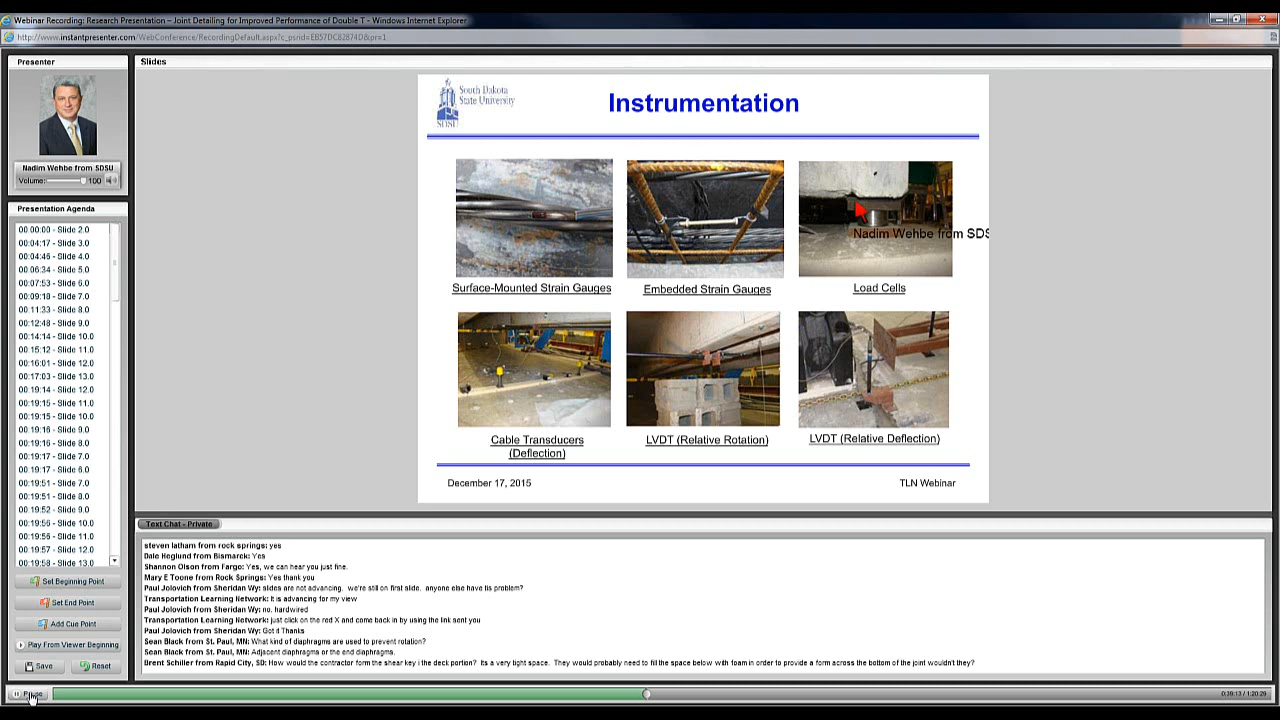 Webinar Recording: Research Presentation – Joint Detailing for Improved Performance of Double T - Windows Internet Explorer
http://www.instantpresenter.com/WebConference/RecordingDefault.aspx?c_psrid=EB57DC82874D&pr=1
Presenter
Nadim Wehbe from SDSU
Volume: 100
Presentation Agenda
00:00:00 - Slide 2.0
00:04:17 - Slide 3.0
00:04:46 - Slide 4.0
00:06:34 - Slide 5.0
00:07:53 - Slide 6.0
00:09:18 - Slide 7.0
00:11:33 - Slide 8.0
00:12:48 - Slide 9.0
00:14:14 - Slide 10.0
00:15:12 - Slide 11.0
00:16:01 - Slide 12.0
00:17:03 - Slide 13.0
00:19:14 - Slide 12.0
00:19:15 - Slide 11.0
00:19:15 - Slide 10.0
00:19:16 - Slide 9.0
00:19:16 - Slide 8.0
00:19:17 - Slide 7.0
00:19:17 - Slide 6.0
00:19:51 - Slide 7.0
00:19:51 - Slide 8.0
00:19:52 - Slide 9.0
00:19:56 - Slide 10.0
00:19:56 - Slide 11.0
00:19:57 - Slide 12.0
00:19:58 - Slide 13.0
Set Beginning Point
Set End Point
Add Cue Point
Play From Viewer Beginning
Save Reset
Slides
South Dakota
State University
SDSU
Instrumentation
Nadim Wehbe from SDS
Surface-Mounted Strain Gauges
Embedded Strain Gauges
Load Cells
Cable Transducers
(Deflection)
LVDT (Relative Rotation)
LVDT (Relative Deflection)
December 17, 2015
TLN Webinar
Text Chat - Private
steven latham from rock springs: yes
Dale Heglund from Bismarck: Yes
Shannon Olson from Fargo: Yes, we can hear you just fine.
Mary E Toone from Rock Springs: Yes thank you
Paul Jolovich from Sheridan Wy: slides are not advancing. we're still on first slide. anyone else have tis problem?
Transportation Learning Network: It is advancing for my view
Paul Jolovich from Sheridan Wy: no. hardwired
Transportation Learning Network: just click on the red X and come back in by using the link sent you
Paul Jolovich from Sheridan Wy: Got it Thanks
Sean Black from St. Paul, MN: What kind of diaphragms are used to prevent rotation?
Sean Black from St. Paul, MN: Adjacent diaphragms or the end diaphragms.
Brent Schiller from Rapid City, SD: How would the contractor form the shear key i the deck portion? Its a very tight space. They would probably need to fill the space below with foam in order to provide a form across the bottom of the joint wouldn't they?
Pause
0:39:13 / 1:20:29